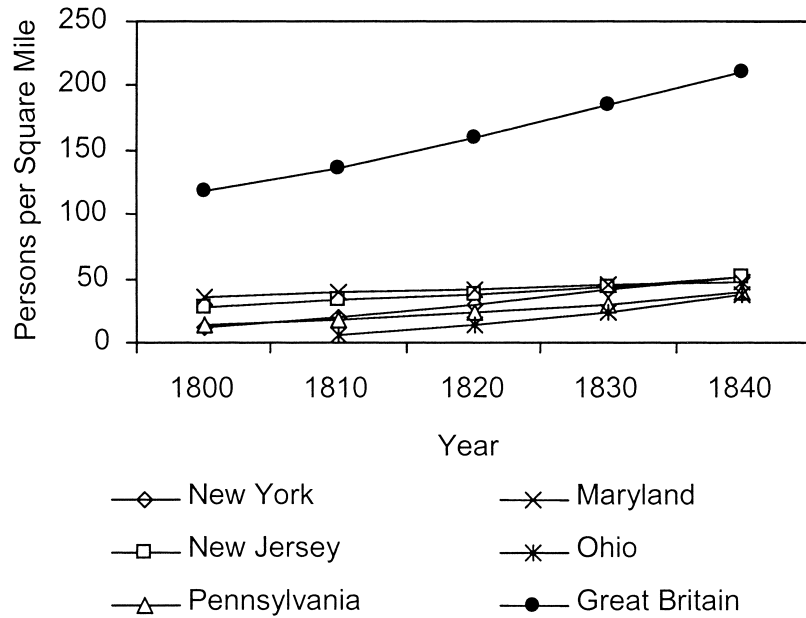 250
200
150
100
50
0
Persons per Square Mile
1800 1810 1820 1830 1840
Year
New York Maryland
New Jersey Ohio
Pennsylvania Great Britain